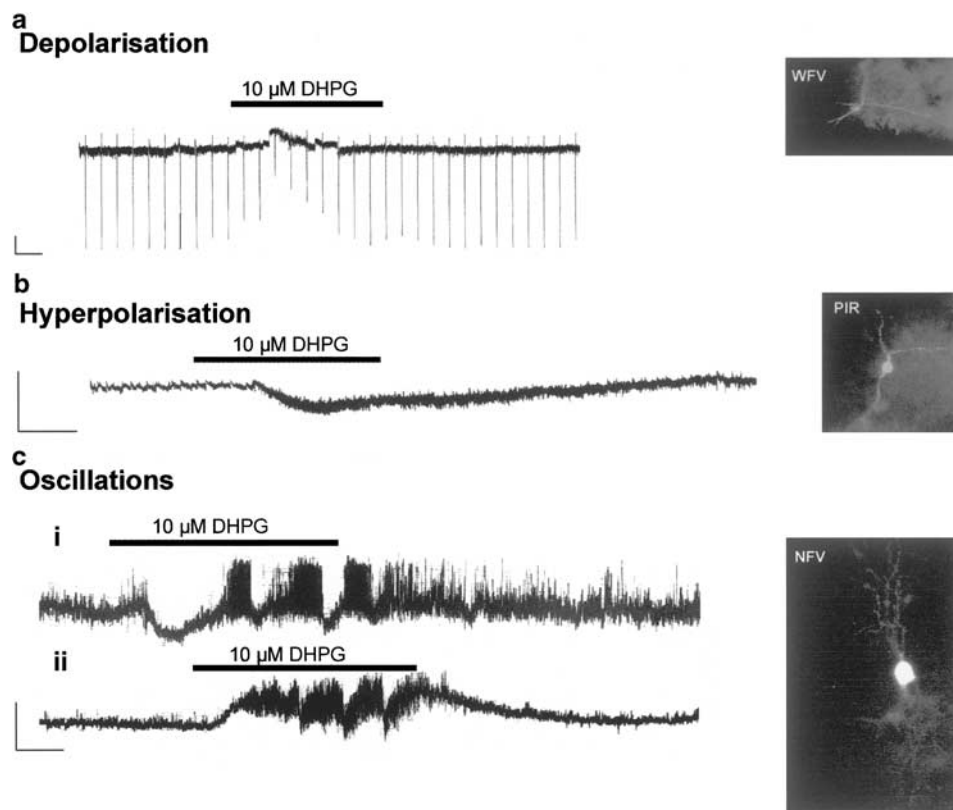 a
Depolarisation
10 µM DHPG
WFV
b
Hyperpolarisation
10 µM DHPG
PIR
c
Oscillations
i
10 µM DHPG
NFV
ii
10 µM DHPG